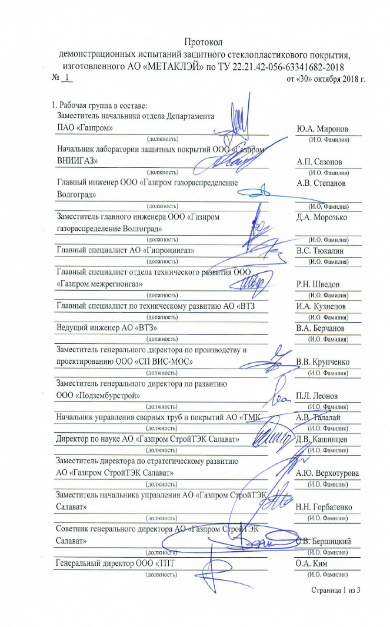 Протокол
демонстрационных испытаний защитного стеклопластикового покрытия,
изготовленного АО «МЕТАКЛЭЙ» по ТУ 22.21.42-056-63341682-2018
№ 1 от «30» октября 2018 г.
1. Рабочая группа в составе:
Заместитель начальника отдела Департамента
ПАО «Газпром» Ю.А. Миронов
(должность) (И.О. Фамилия)
Начальник лаборатории защитных покрытий ООО «Газпром
ВНИИГАЗ» А.П. Сазонов
(должность) (И.О. Фамилия)
Главный инженер ООО «Газпром газораспределение
Волгоград» А.В. Степанов
(должность) (И.О. Фамилия)
Заместитель главного инженера ООО «Газпром
газораспределение Волгоград» Д.А. Морозько
(должность) (И.О. Фамилия)
Главный специалист АО «Гипрониигаз» В.С. Тюкалин
(должность) (И.О. Фамилия)
Главный специалист отдела технического развития ООО
«Газпром межрегионгаз» Р.Н. Шведов
(должность) (И.О. Фамилия)
Главный специалист по техническому развитию АО «ВТЗ И.А. Кузнецов
(должность) (И.О. Фамилия)
Ведущий инженер АО «ВТЗ» В.А. Берчанов
(должность) (И.О. Фамилия)
Заместитель генерального директора по производству и
проектированию ООО «СП ВИС-МОС» В.В. Крупченко
(должность) (И.О. Фамилия)
Заместитель генерального директора по развитию
ООО «Подзембурстрой» П.Л. Леонов
(должность) (И.О. Фамилия)
Начальник управления сварных труб и покрытий АО «ТМК А.В. Талалай
(должность) (И.О. Фамилия)
Директор по науке АО «Газпром СтройТЭК Салават» Д.В. Кашинцев
(должность) (И.О. Фамилия)
Заместитель директора по стратегическому развитию
АО «Газпром СтройТЭК Салават» А.Ю. Верхотурова
(должность) (И.О. Фамилия)
Заместитель начальника управления АО «Газпром СтройТЭК
Салават» Н.Н. Горбатенко
(должность) (И.О. Фамилия)
Советник генерального директора АО «Газпром СтройТЭК
Салават» О.В. Бершицкий
(должность) (И.О. Фамилия)
Генеральный директор ООО «ТПТ О.А. Ким
(должность) (И.О. Фамилия)
Страница 1 из 3